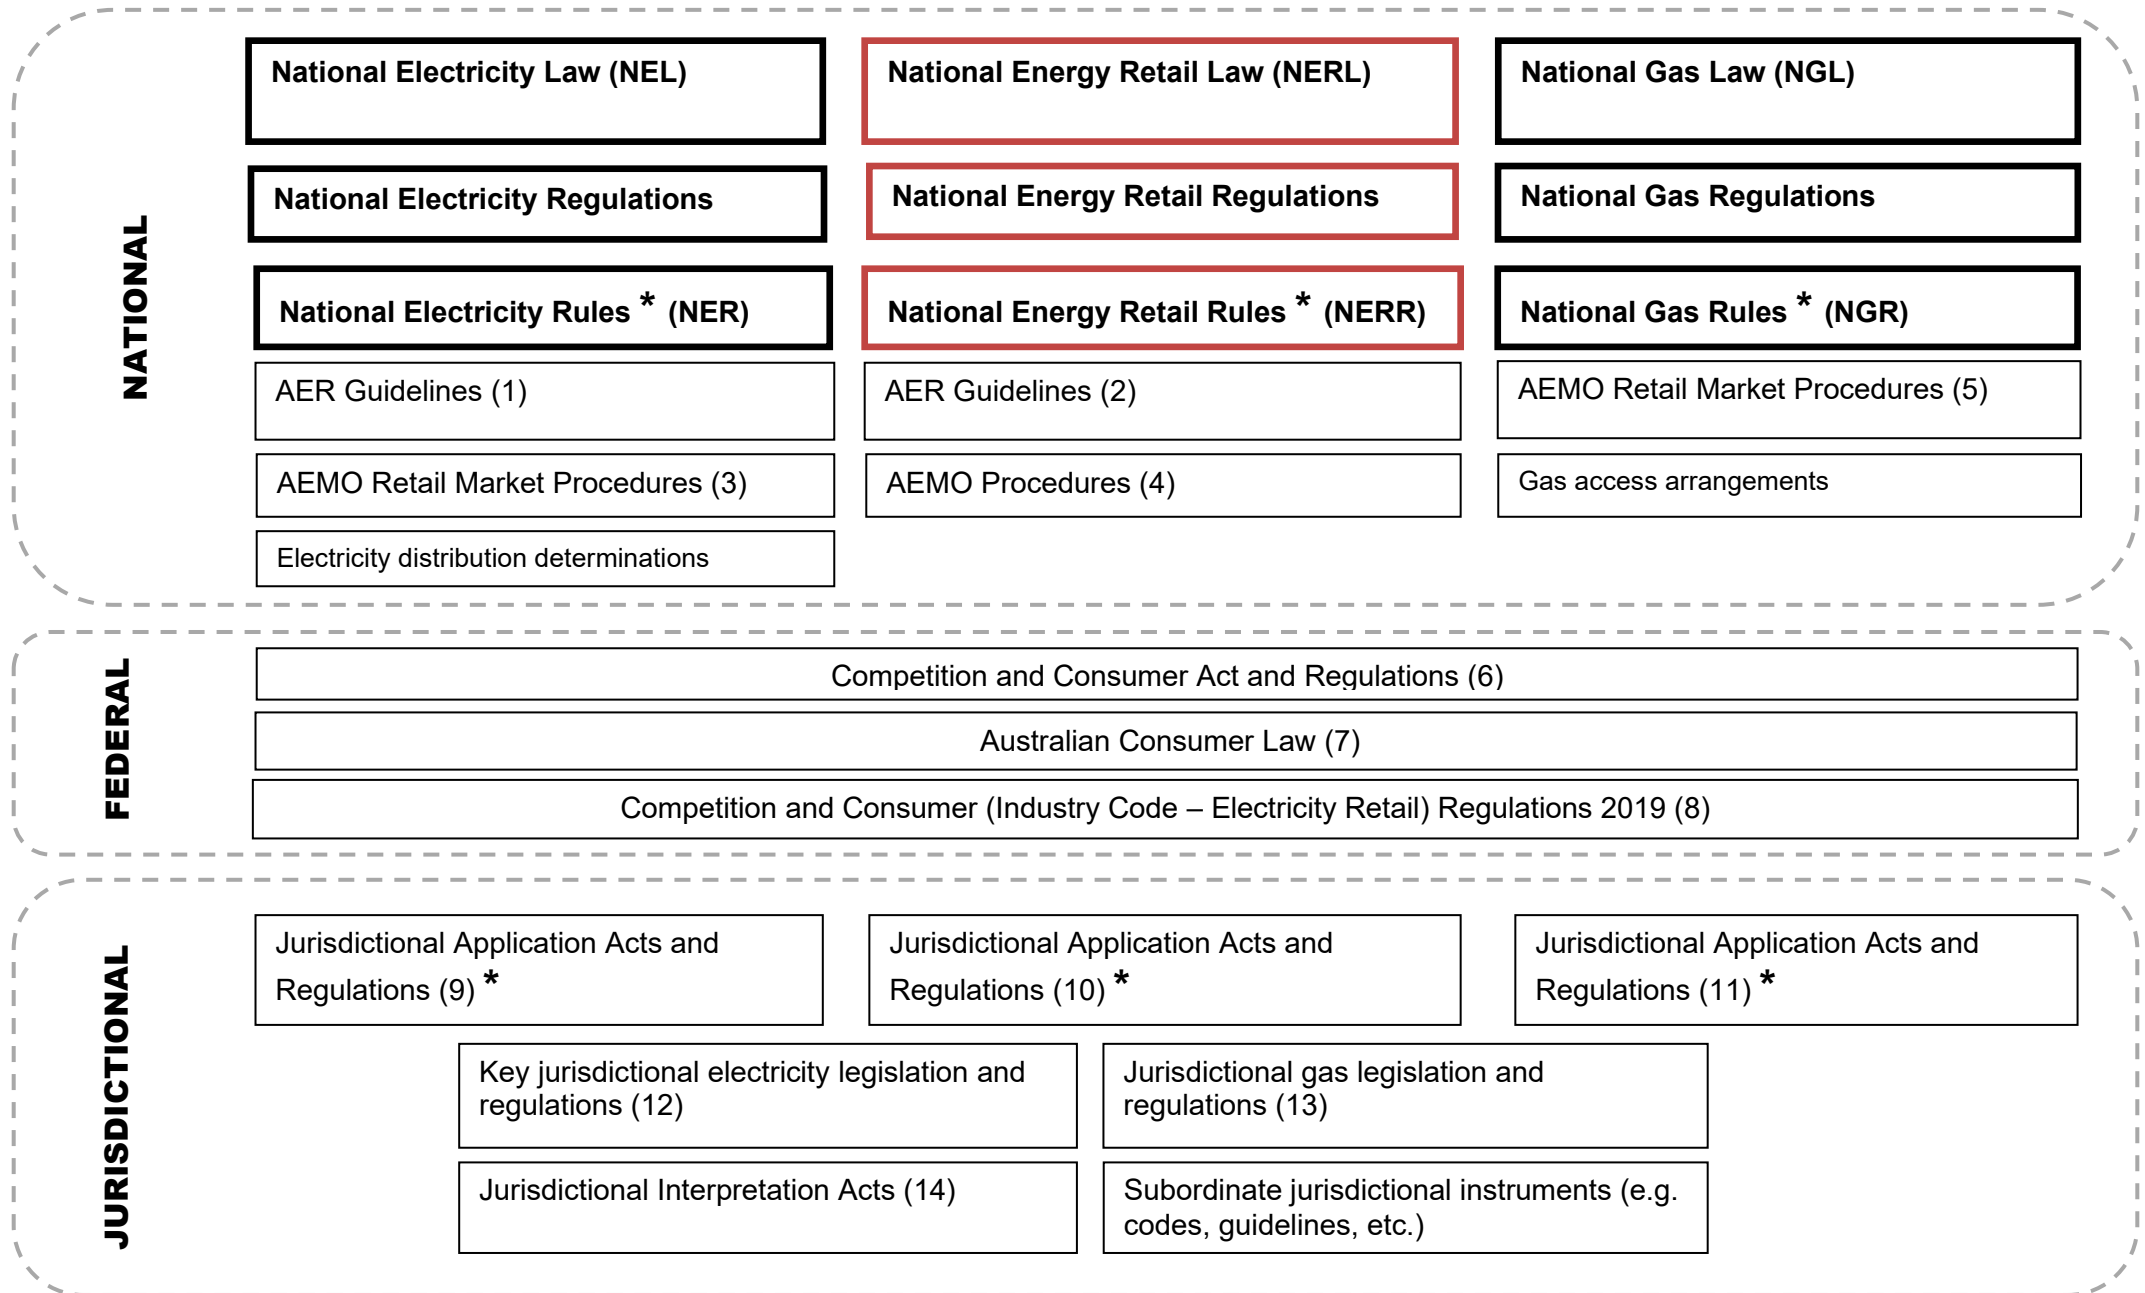 NATIONAL
National Electricity Law (NEL)
National Energy Retail Law (NERL)
National Gas Law (NGL)
National Electricity Regulations
National Energy Retail Regulations
National Gas Regulations
National Electricity Rules * (NER)
National Energy Retail Rules * (NERR)
National Gas Rules * (NGR)
AER Guidelines (1)
AER Guidelines (2)
AEMO Retail Market Procedures (5)
AEMO Retail Market Procedures (3)
AEMO Procedures (4)
Gas access arrangements
Electricity distribution determinations
FEDERAL
Competition and Consumer Act and Regulations (6)
Australian Consumer Law (7)
Competition and Consumer (Industry Code – Electricity Retail) Regulations 2019 (8)
JURISDICTIONAL
Jurisdictional Application Acts and
Regulations (9) *
Jurisdictional Application Acts and
Regulations (10) *
Jurisdictional Application Acts and
Regulations (11) *
Key jurisdictional electricity legislation and
regulations (12)
Jurisdictional gas legislation and
regulations (13)
Jurisdictional Interpretation Acts (14)
Subordinate jurisdictional instruments (e.g.
codes, guidelines, etc.)